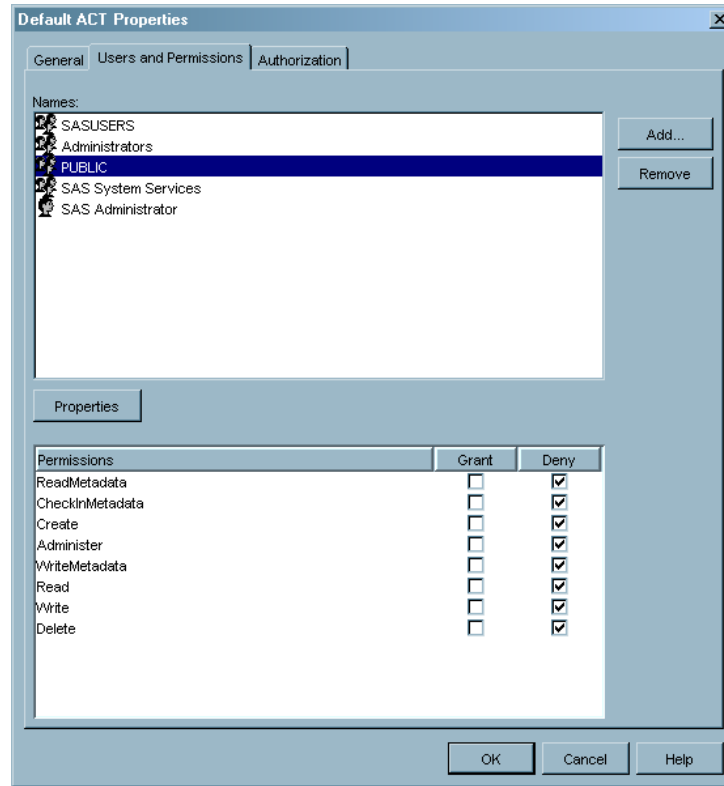 Default ACT Properties
General Users and Permissions Authorization
Names:
SASUSERS
Administrators
PUBLIC
SAS System Services
SAS Administrator
Add...
Remove
Properties
Permissions Grant Deny
ReadMetadata
CheckInMetadata
Create
Administer
WriteMetadata
Read
Write
Delete
OK Cancel Help